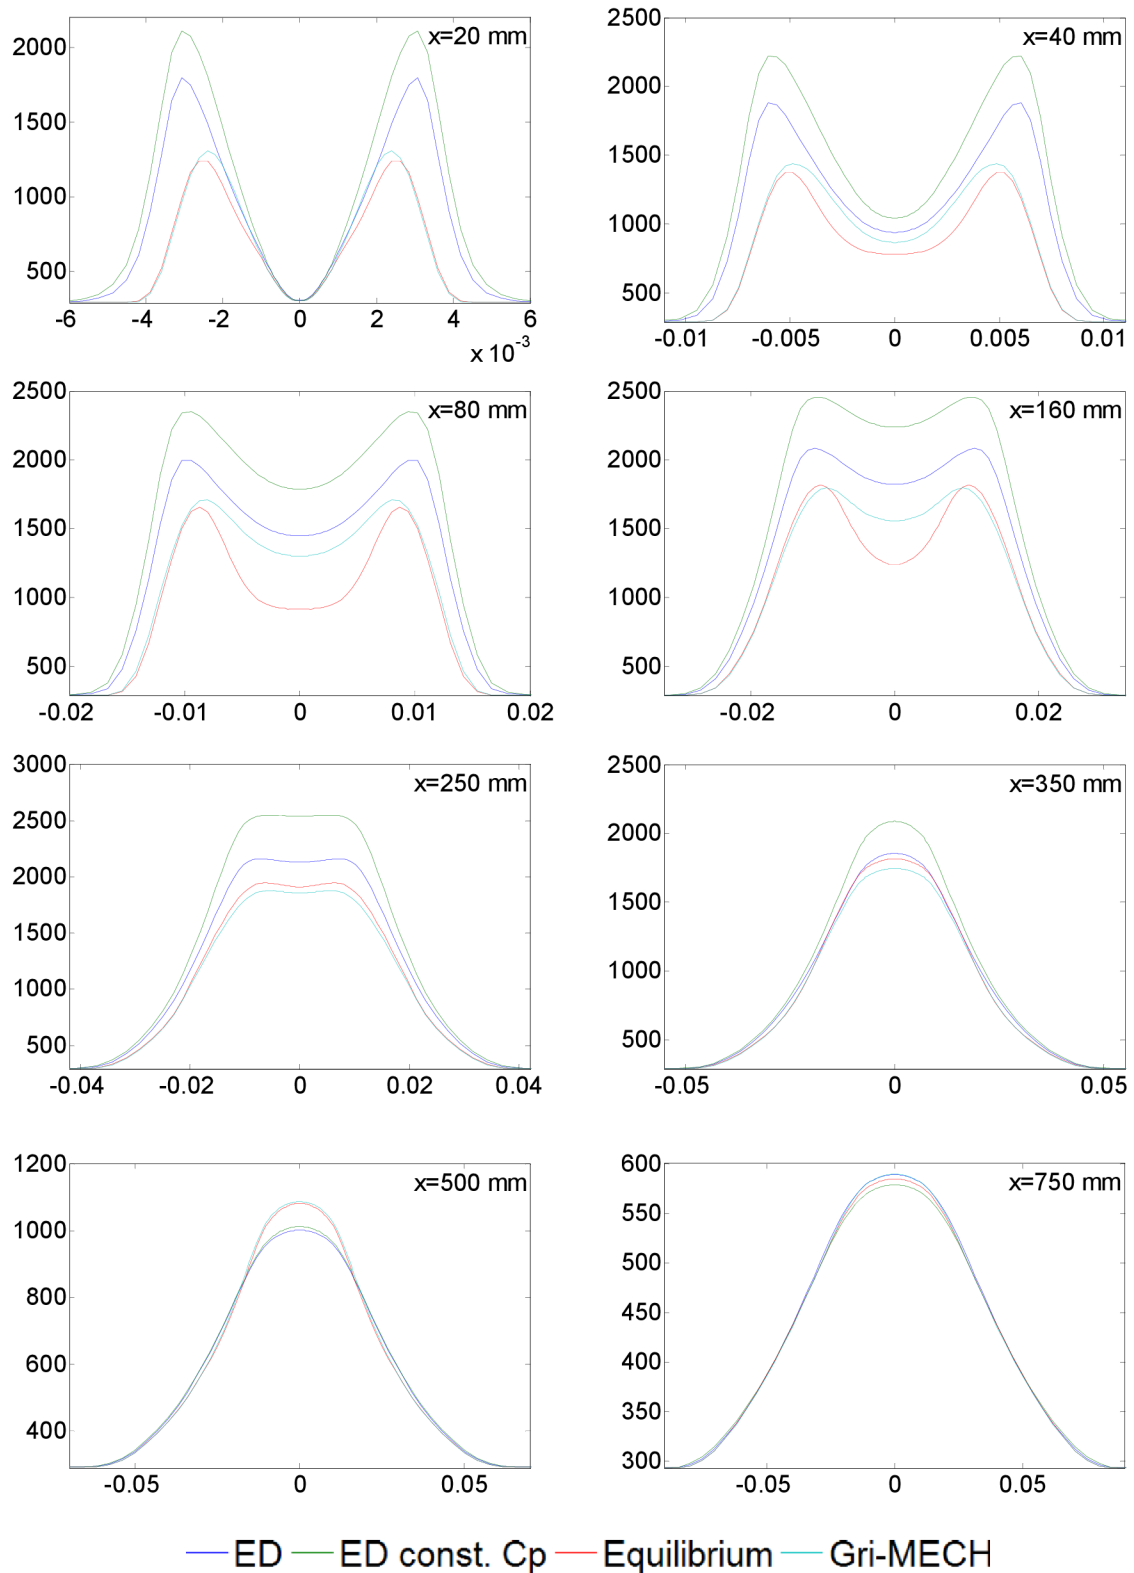 x=20 mm
2000
1500
1000
500
-6 -4 -2 0 2 4 6
x 10^-3
x=40 mm
2500
2000
1500
1000
500
-0.01 -0.005 0 0.005 0.01
x=80 mm
2500
2000
1500
1000
500
-0.02 -0.01 0 0.01 0.02
x=160 mm
2500
2000
1500
1000
500
-0.02 0 0.02
x=250 mm
3000
2500
2000
1500
1000
500
-0.04 -0.02 0 0.02 0.04
x=350 mm
2500
2000
1500
1000
500
-0.05 0 0.05
x=500 mm
1200
1000
800
600
400
-0.05 0 0.05
x=750 mm
600
550
500
450
400
350
300
-0.05 0 0.05
ED ED const. Cp Equilibrium Gri-MECH